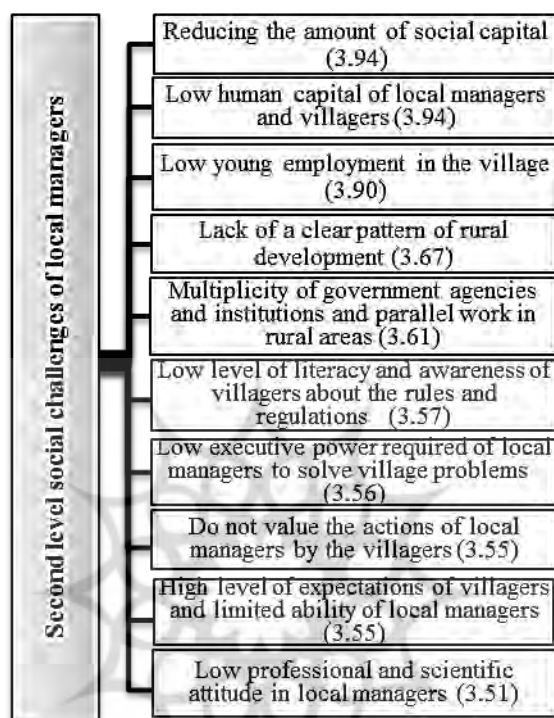 Second level social challenges of local managers
Reducing the amount of social capital
(3.94)
Low human capital of local managers
and villagers (3.94)
Low young employment in the village
(3.90)
Lack of a clear pattern of rural
development (3.67)
Multiplicity of government agencies
and institutions and parallel work in
rural areas (3.61)
Low level of literacy and awareness of
villagers about the rules and
regulations (3.57)
Low executive power required of local
managers to solve village problems
(3.56)
Do not value the actions of local
managers by the villagers (3.55)
High level of expectations of villagers
and limited ability of local managers
(3.55)
Low professional and scientific
attitude in local managers (3.51)